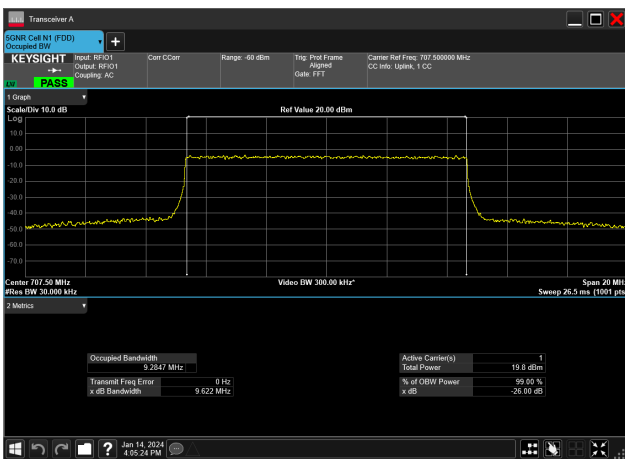 Transceiver A
5GNR Cell N1 (FDD)
Occupied BW
KEYSIGHT
PASS
Input: RFIO1
Output: RFIO1
Coupling: AC
Corr CCorr
Range: -60 dBm
Trig: Prot Frame
Aligned
Gate: FFT
Carrier Ref Freq: 707.500000 MHz
CC Info: Uplink, 1 CC
1 Graph
Scale/Div 10.0 dB
Ref Value 20.00 dBm
Log
10.0
0.00
-10.0
-20.0
-30.0
-40.0
-50.0
-60.0
-70.0
Center 707.50 MHz
Video BW 300.00 kHz*
Span 20 MHz
#Res BW 30.000 kHz
Sweep 26.5 ms (1001 pts
2 Metrics
Occupied Bandwidth
9.2847 MHz
Transmit Freq Error 0 Hz
x dB Bandwidth 9.622 MHz
Active Carrier(s) 1
Total Power 19.8 dBm
% of OBW Power 99.00 %
x dB -26.00 dB
Jan 14, 2024
4:05:24 PM